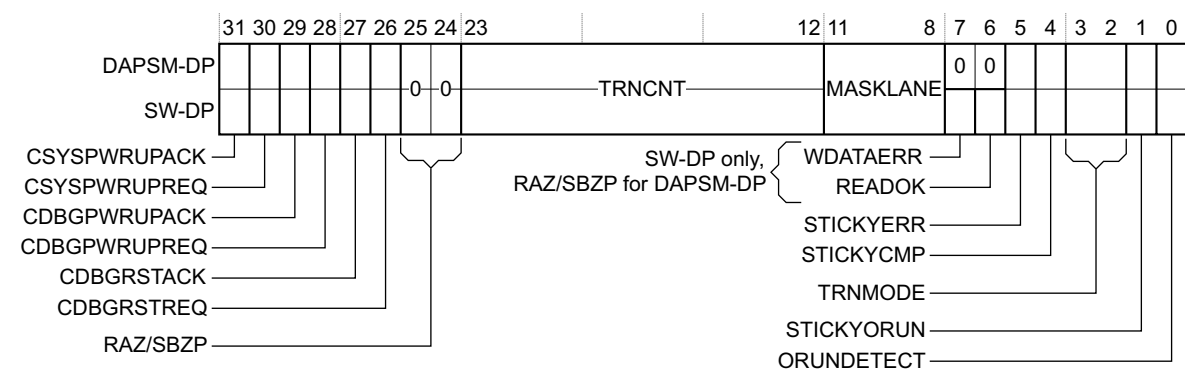 31 30 29 28 27 26 25 24 23 12 11 8 7 6 5 4 3 2 1 0
DAPSM-DP 0 0
0 0 TRNCNT MASKLANE
SW-DP
CSYSPWRUPACK
CSYSPWRUPREQ
CDBGPWRUPACK
CDBGPWRUPREQ
CDBGRSTACK
CDBGRSTREQ
RAZ/SBZP
SW-DP only,
RAZ/SBZP for DAPSM-DP
WDATAERR
READOK
STICKYERR
STICKYCMP
TRNMODE
STICKYORUN
ORUNDETECT